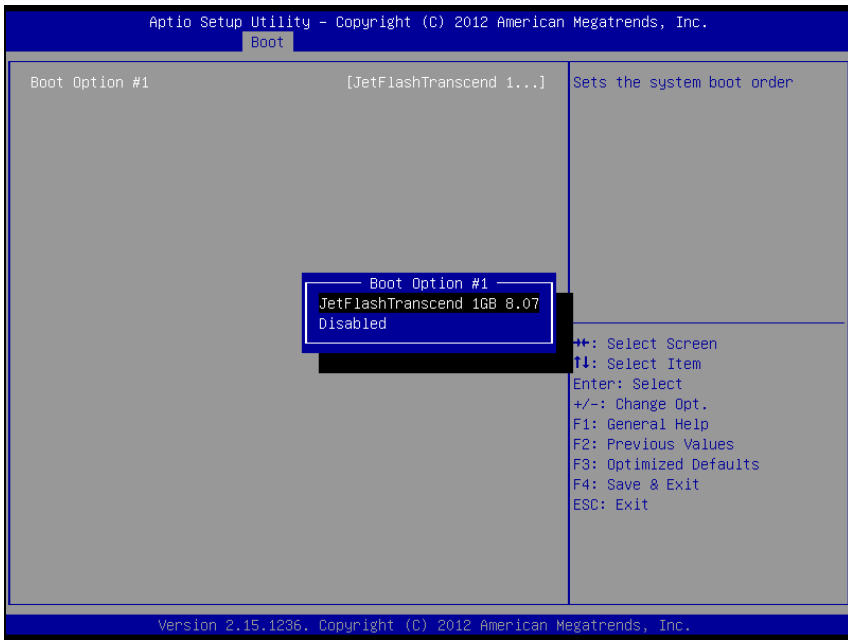 Aptio Setup Utility – Copyright (C) 2012 American Megatrends, Inc.
Boot
Boot Option #1 [JetFlashTranscend 1...]
Sets the system boot order
Boot Option #1
JetFlashTranscend 1GB 8.07
Disabled
→←: Select Screen
↑↓: Select Item
Enter: Select
+/-: Change Opt.
F1: General Help
F2: Previous Values
F3: Optimized Defaults
F4: Save & Exit
ESC: Exit
Version 2.15.1236. Copyright (C) 2012 American Megatrends, Inc.